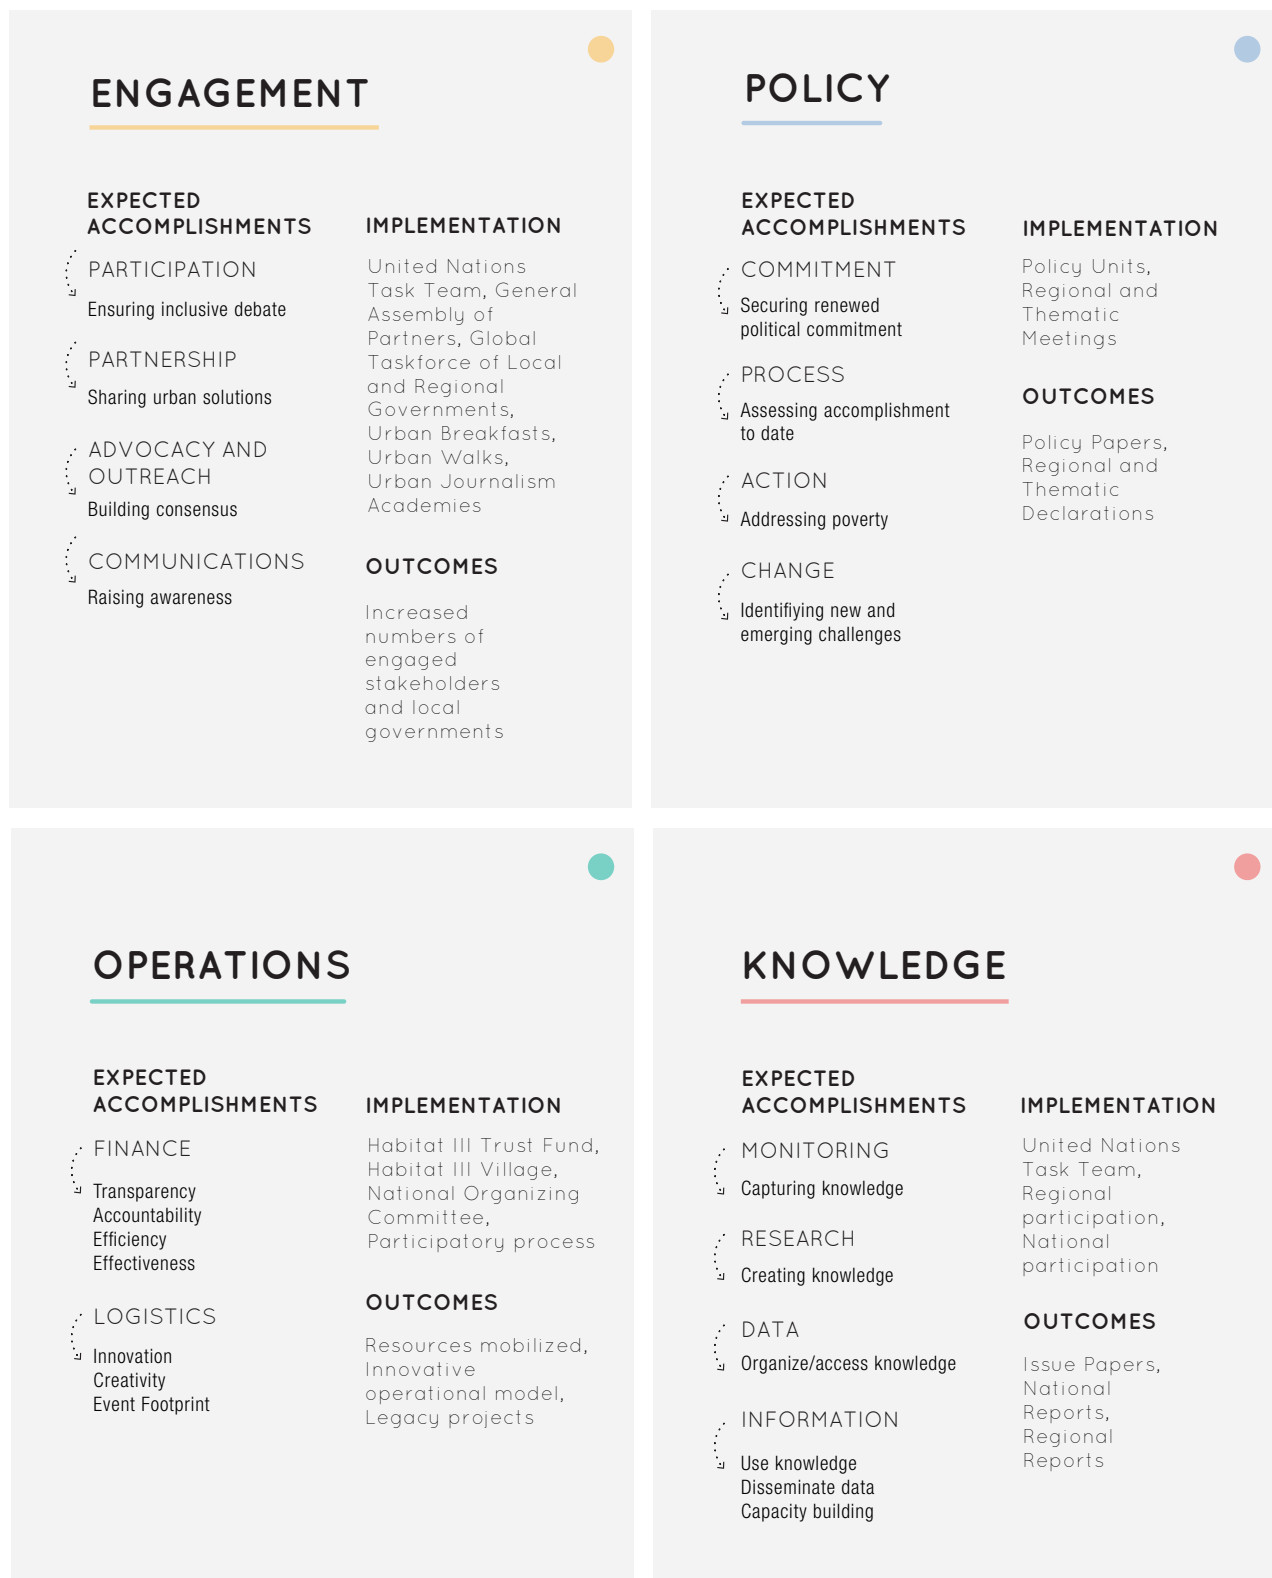 ENGAGEMENT
EXPECTED
ACCOMPLISHMENTS
PARTICIPATION
Ensuring inclusive debate
PARTNERSHIP
Sharing urban solutions
ADVOCACY AND
OUTREACH
Building consensus
COMMUNICATIONS
Raising awareness
IMPLEMENTATION
United Nations
Task Team, General
Assembly of
Partners, Global
Taskforce of Local
and Regional
Governments,
Urban Breakfasts,
Urban Walks,
Urban Journalism
Academies
OUTCOMES
Increased
numbers of
engaged
stakeholders
and local
governments
POLICY
EXPECTED
ACCOMPLISHMENTS
COMMITMENT
Securing renewed
political commitment
PROCESS
Assessing accomplishment
to date
ACTION
Addressing poverty
CHANGE
Identifiying new and
emerging challenges
IMPLEMENTATION
Policy Units,
Regional and
Thematic
Meetings
OUTCOMES
Policy Papers,
Regional and
Thematic
Declarations
OPERATIONS
EXPECTED
ACCOMPLISHMENTS
FINANCE
Transparency
Accountability
Efficiency
Effectiveness
LOGISTICS
Innovation
Creativity
Event Footprint
IMPLEMENTATION
Habitat III Trust Fund,
Habitat III Village,
National Organizing
Committee,
Participatory process
OUTCOMES
Resources mobilized,
Innovative
operational model,
Legacy projects
KNOWLEDGE
EXPECTED
ACCOMPLISHMENTS
MONITORING
Capturing knowledge
RESEARCH
Creating knowledge
DATA
Organize/access knowledge
INFORMATION
Use knowledge
Disseminate data
Capacity building
IMPLEMENTATION
United Nations
Task Team,
Regional
participation,
National
participation
OUTCOMES
Issue Papers,
National
Reports,
Regional
Reports